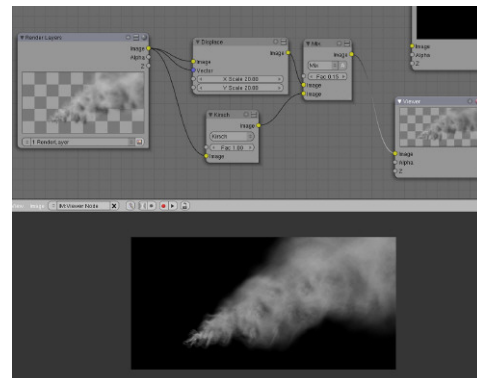 Render Layers
Image
Alpha
Z
1 RenderLayer
Displace
Image
Image
Vector
X Scale 20.00
Y Scale 20.00
Kirsch
Image
Kirsch
Fac 1.00
Image
Mix
Image
Mix
Fac 0.15
Image
Image
Image
Alpha
Z
Viewer
Image
Alpha
Z
View
Image
IM:Viewer Node
X